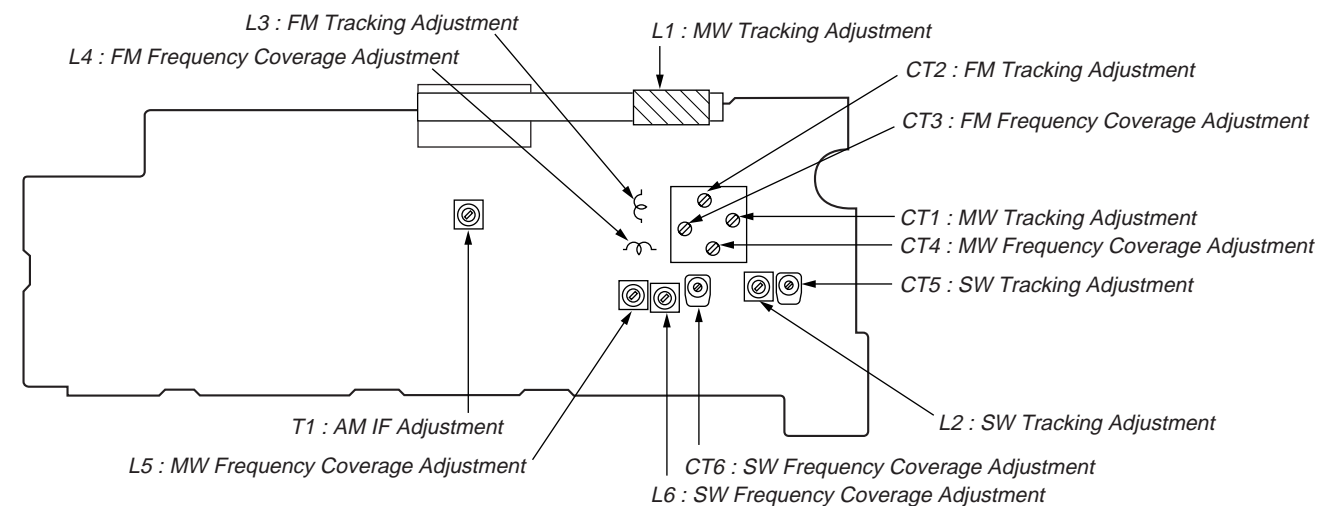 L3 : FM Tracking Adjustment
L1 : MW Tracking Adjustment
L4 : FM Frequency Coverage Adjustment
CT2 : FM Tracking Adjustment
CT3 : FM Frequency Coverage Adjustment
CT1 : MW Tracking Adjustment
CT4 : MW Frequency Coverage Adjustment
CT5 : SW Tracking Adjustment
T1 : AM IF Adjustment
L2 : SW Tracking Adjustment
L5 : MW Frequency Coverage Adjustment
CT6 : SW Frequency Coverage Adjustment
L6 : SW Frequency Coverage Adjustment